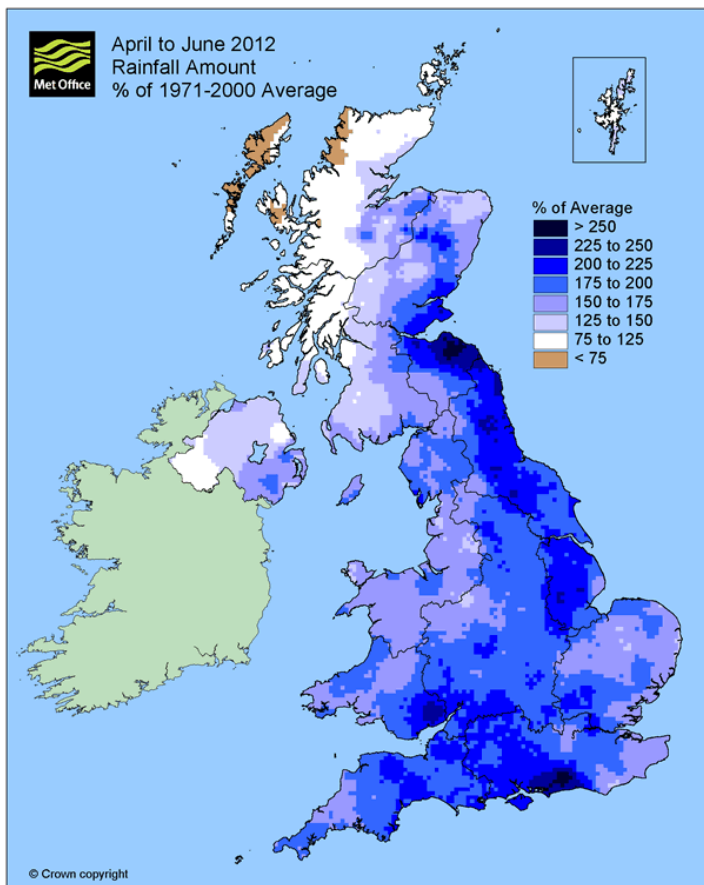 April to June 2012
Rainfall Amount
% of 1971-2000 Average
Met Office
% of Average
> 250
225 to 250
200 to 225
175 to 200
150 to 175
125 to 150
75 to 125
< 75
© Crown copyright